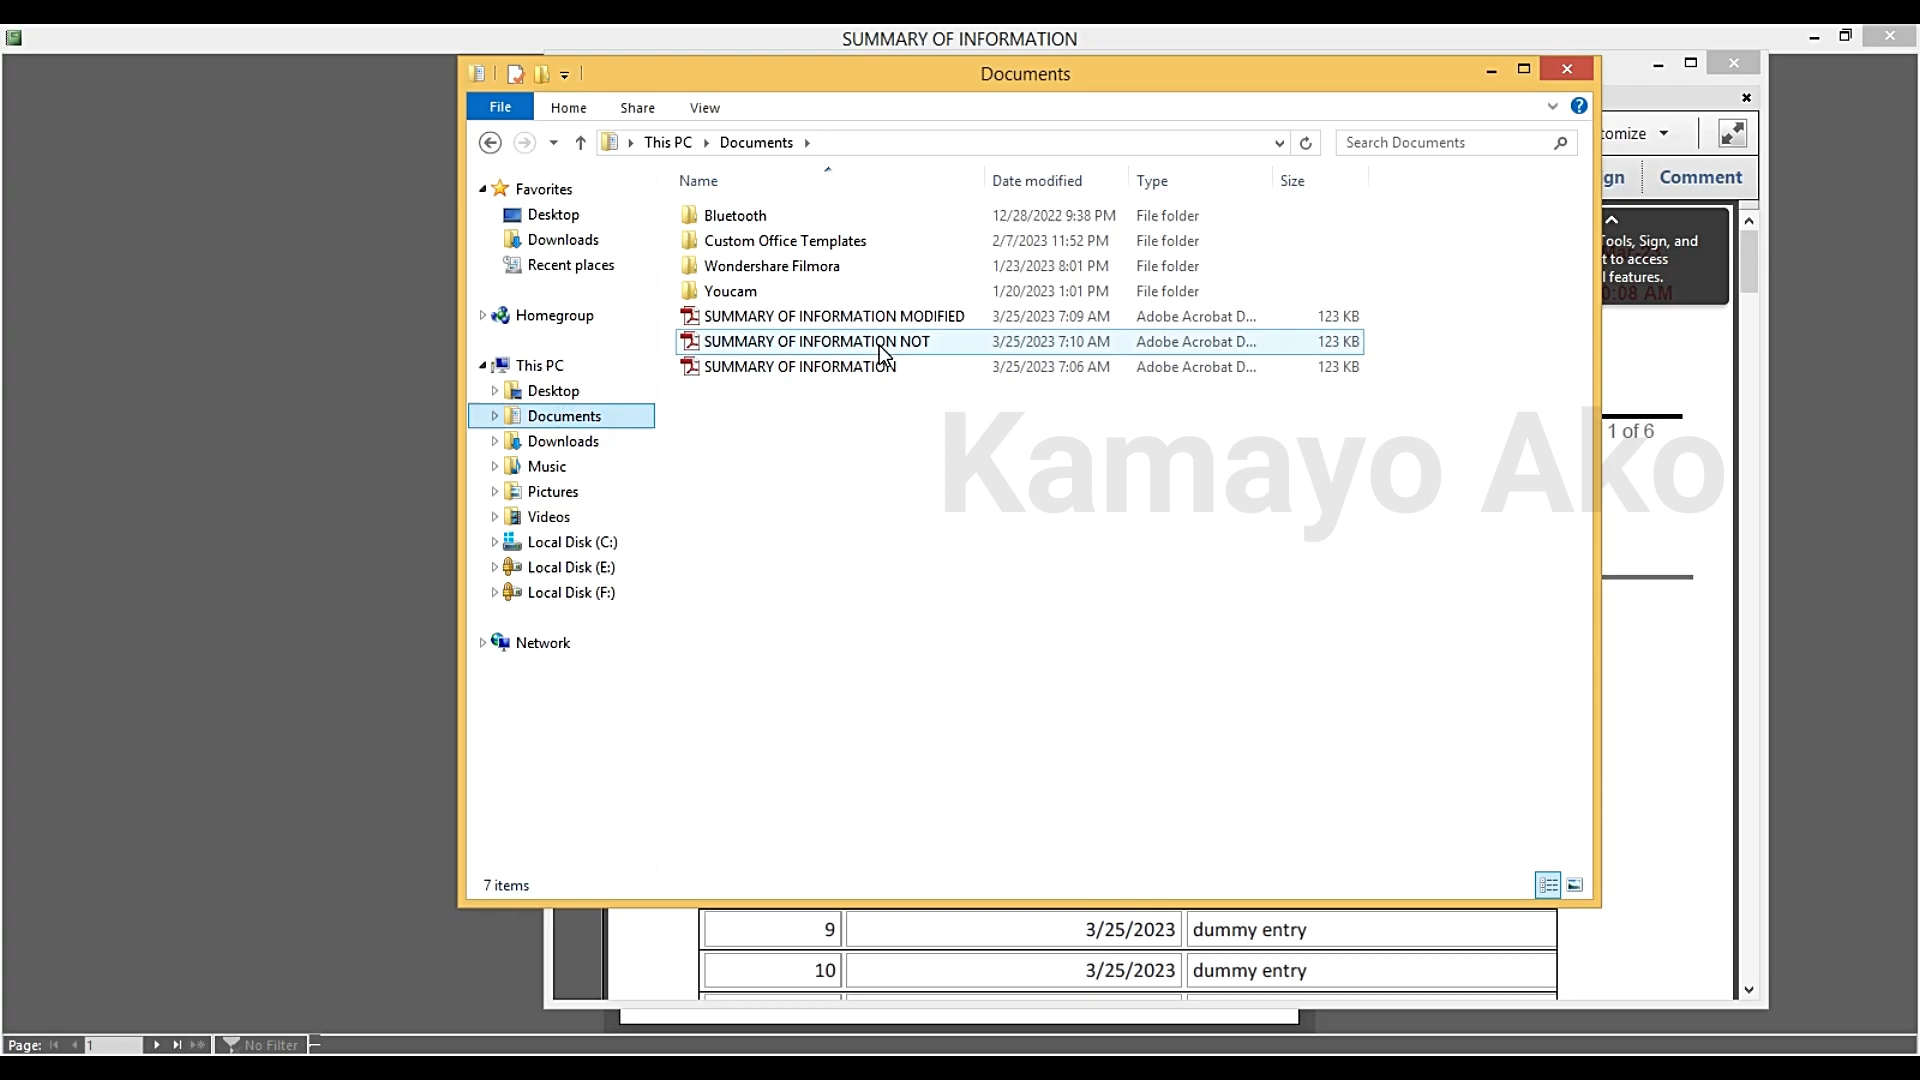 SUMMARY OF INFORMATION
Documents
File Home Share View
This PC Documents
Search Documents
Name Date modified Type Size
Favorites
Desktop
Downloads
Recent places
Homegroup
This PC
Desktop
Documents
Downloads
Music
Pictures
Videos
Local Disk (C:)
Local Disk (E:)
Local Disk (F:)
Network
Bluetooth 12/28/2022 9:38 PM File folder
Custom Office Templates 2/7/2023 11:52 PM File folder
Wondershare Filmora 1/23/2023 8:01 PM File folder
Youcam 1/20/2023 1:01 PM File folder
SUMMARY OF INFORMATION MODIFIED 3/25/2023 7:09 AM Adobe Acrobat D... 123 KB
SUMMARY OF INFORMATION NOT 3/25/2023 7:10 AM Adobe Acrobat D... 123 KB
SUMMARY OF INFORMATION 3/25/2023 7:06 AM Adobe Acrobat D... 123 KB
7 items
tomize
gn Comment
Tools, Sign, and
t to access
l features.
0:08 AM
1 of 6
Kamayo Ako
9 3/25/2023 dummy entry
10 3/25/2023 dummy entry
Page: 1 No Filter